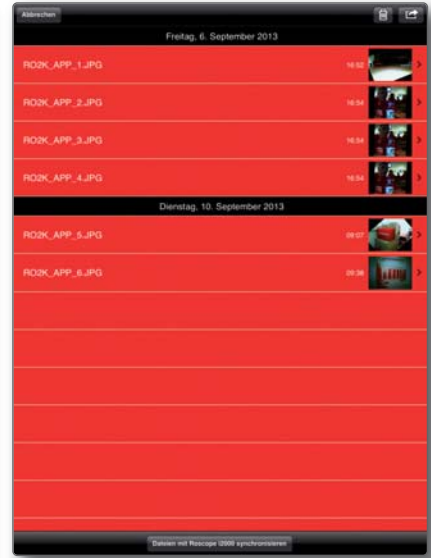 Abbrechen
Freitag, 6. September 2013
RO2K_APP_1.JPG 16:52
RO2K_APP_2.JPG 16:54
RO2K_APP_3.JPG 16:54
RO2K_APP_4.JPG 16:54
Dienstag, 10. September 2013
RO2K_APP_5.JPG 09:07
RO2K_APP_6.JPG 09:38
Dateien mit Roscope i2000 synchronisieren